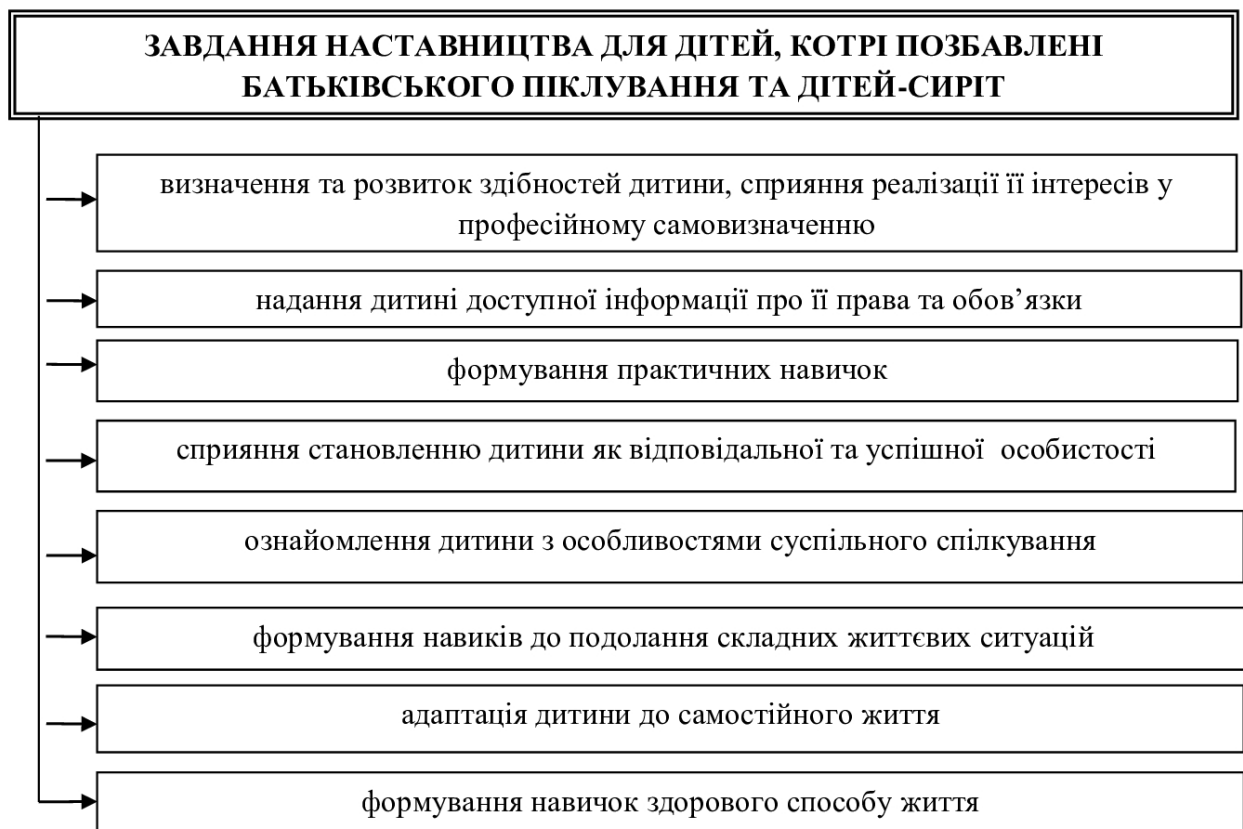 ЗАВДАННЯ НАСТАВНИЦТВА ДЛЯ ДІТЕЙ, КОТРІ ПОЗБАВЛЕНІ
БАТЬКІВСЬКОГО ПІКЛУВАННЯ ТА ДІТЕЙ-СИРІТ
визначення та розвиток здібностей дитини, сприяння реалізації її інтересів у
професійному самовизначенню
надання дитині доступної інформації про її права та обов’язки
формування практичних навичок
сприяння становленню дитини як відповідальної та успішної особистості
ознайомлення дитини з особливостями суспільного спілкування
формування навиків до подолання складних життєвих ситуацій
адаптація дитини до самостійного життя
формування навичок здорового способу життя